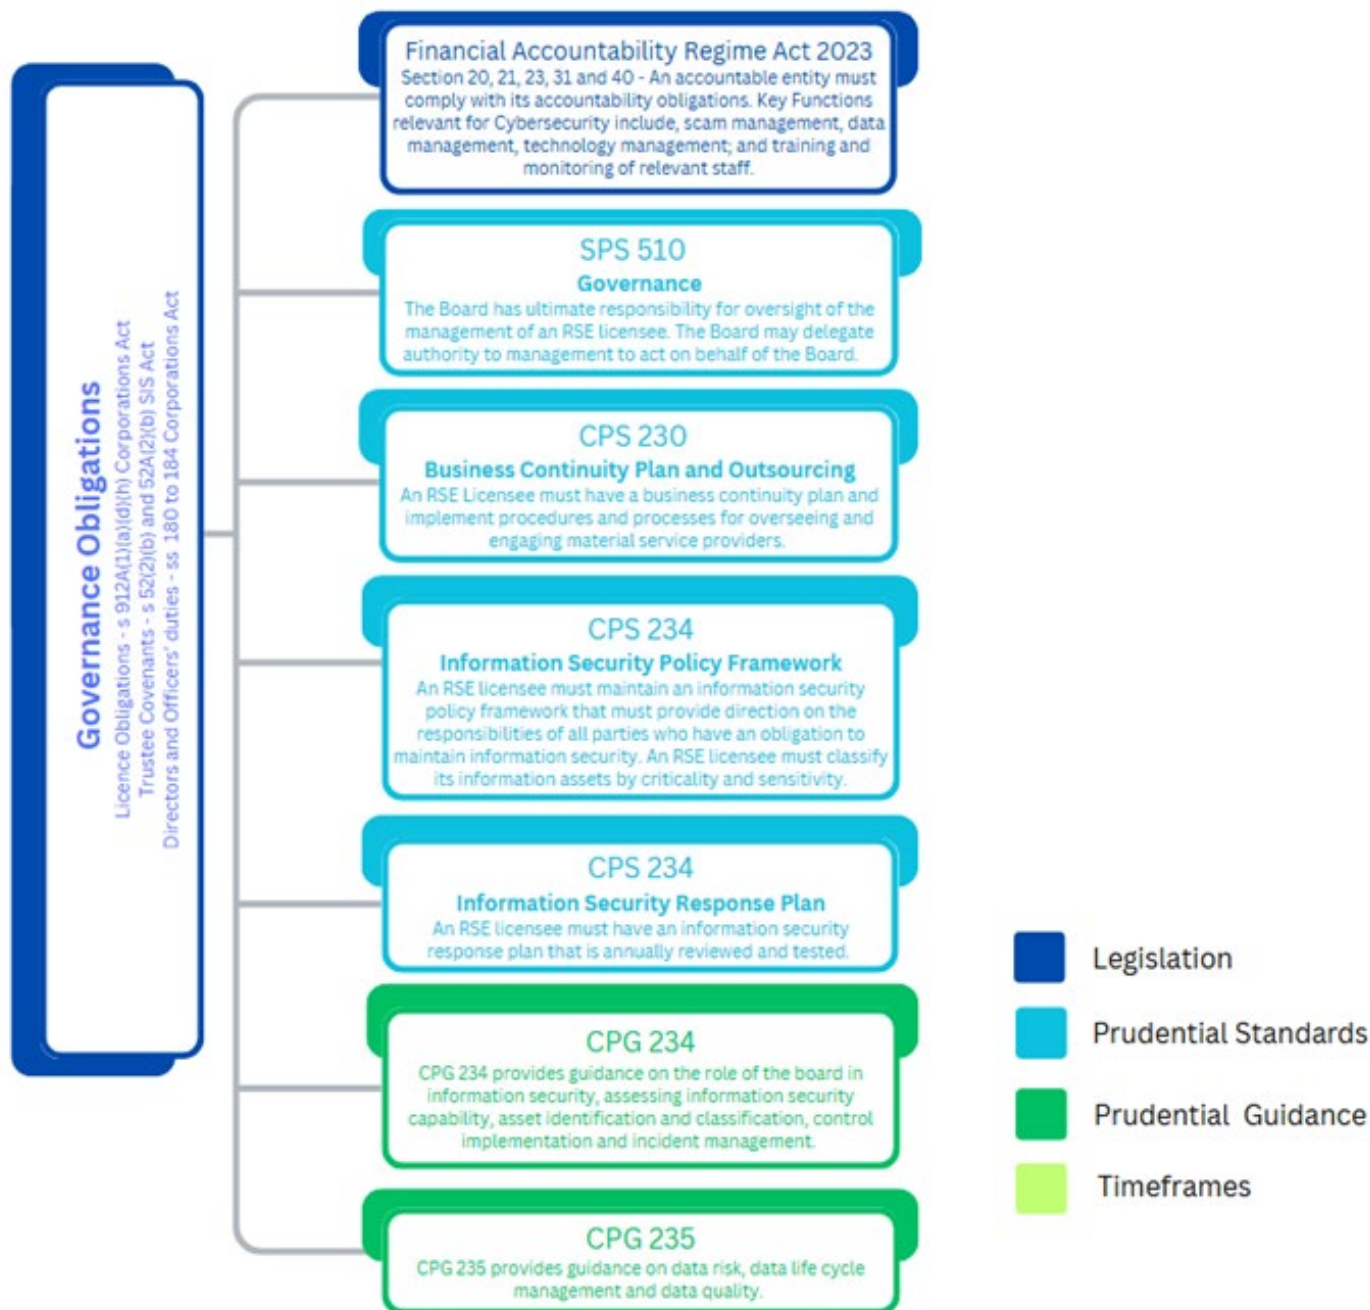 Governance Obligations
Licence Obligations - s 912A(1)(a)(d)(h) Corporations Act
Trustee Covenants - s 52(2)(b) and 52A(2)(b) SIS Act
Directors and Officers' duties - ss 180 to 184 Corporations Act
Financial Accountability Regime Act 2023
Section 20, 21, 23, 31 and 40 - An accountable entity must
comply with its accountability obligations. Key Functions
relevant for Cybersecurity include, scam management, data
management, technology management; and training and
monitoring of relevant staff.
SPS 510
Governance
The Board has ultimate responsibility for oversight of the
management of an RSE licensee. The Board may delegate
authority to management to act on behalf of the Board.
CPS 230
Business Continuity Plan and Outsourcing
An RSE Licensee must have a business continuity plan and
implement procedures and processes for overseeing and
engaging material service providers.
CPS 234
Information Security Policy Framework
An RSE licensee must maintain an information security
policy framework that must provide direction on the
responsibilities of all parties who have an obligation to
maintain information security. An RSE licensee must classify
its information assets by criticality and sensitivity.
CPS 234
Information Security Response Plan
An RSE licensee must have an information security
response plan that is annually reviewed and tested.
CPG 234
CPG 234 provides guidance on the role of the board in
information security, assessing information security
capability, asset identification and classification, control
implementation and incident management.
CPG 235
CPG 235 provides guidance on data risk, data life cycle
management and data quality.
Legislation
Prudential Standards
Prudential Guidance
Timeframes